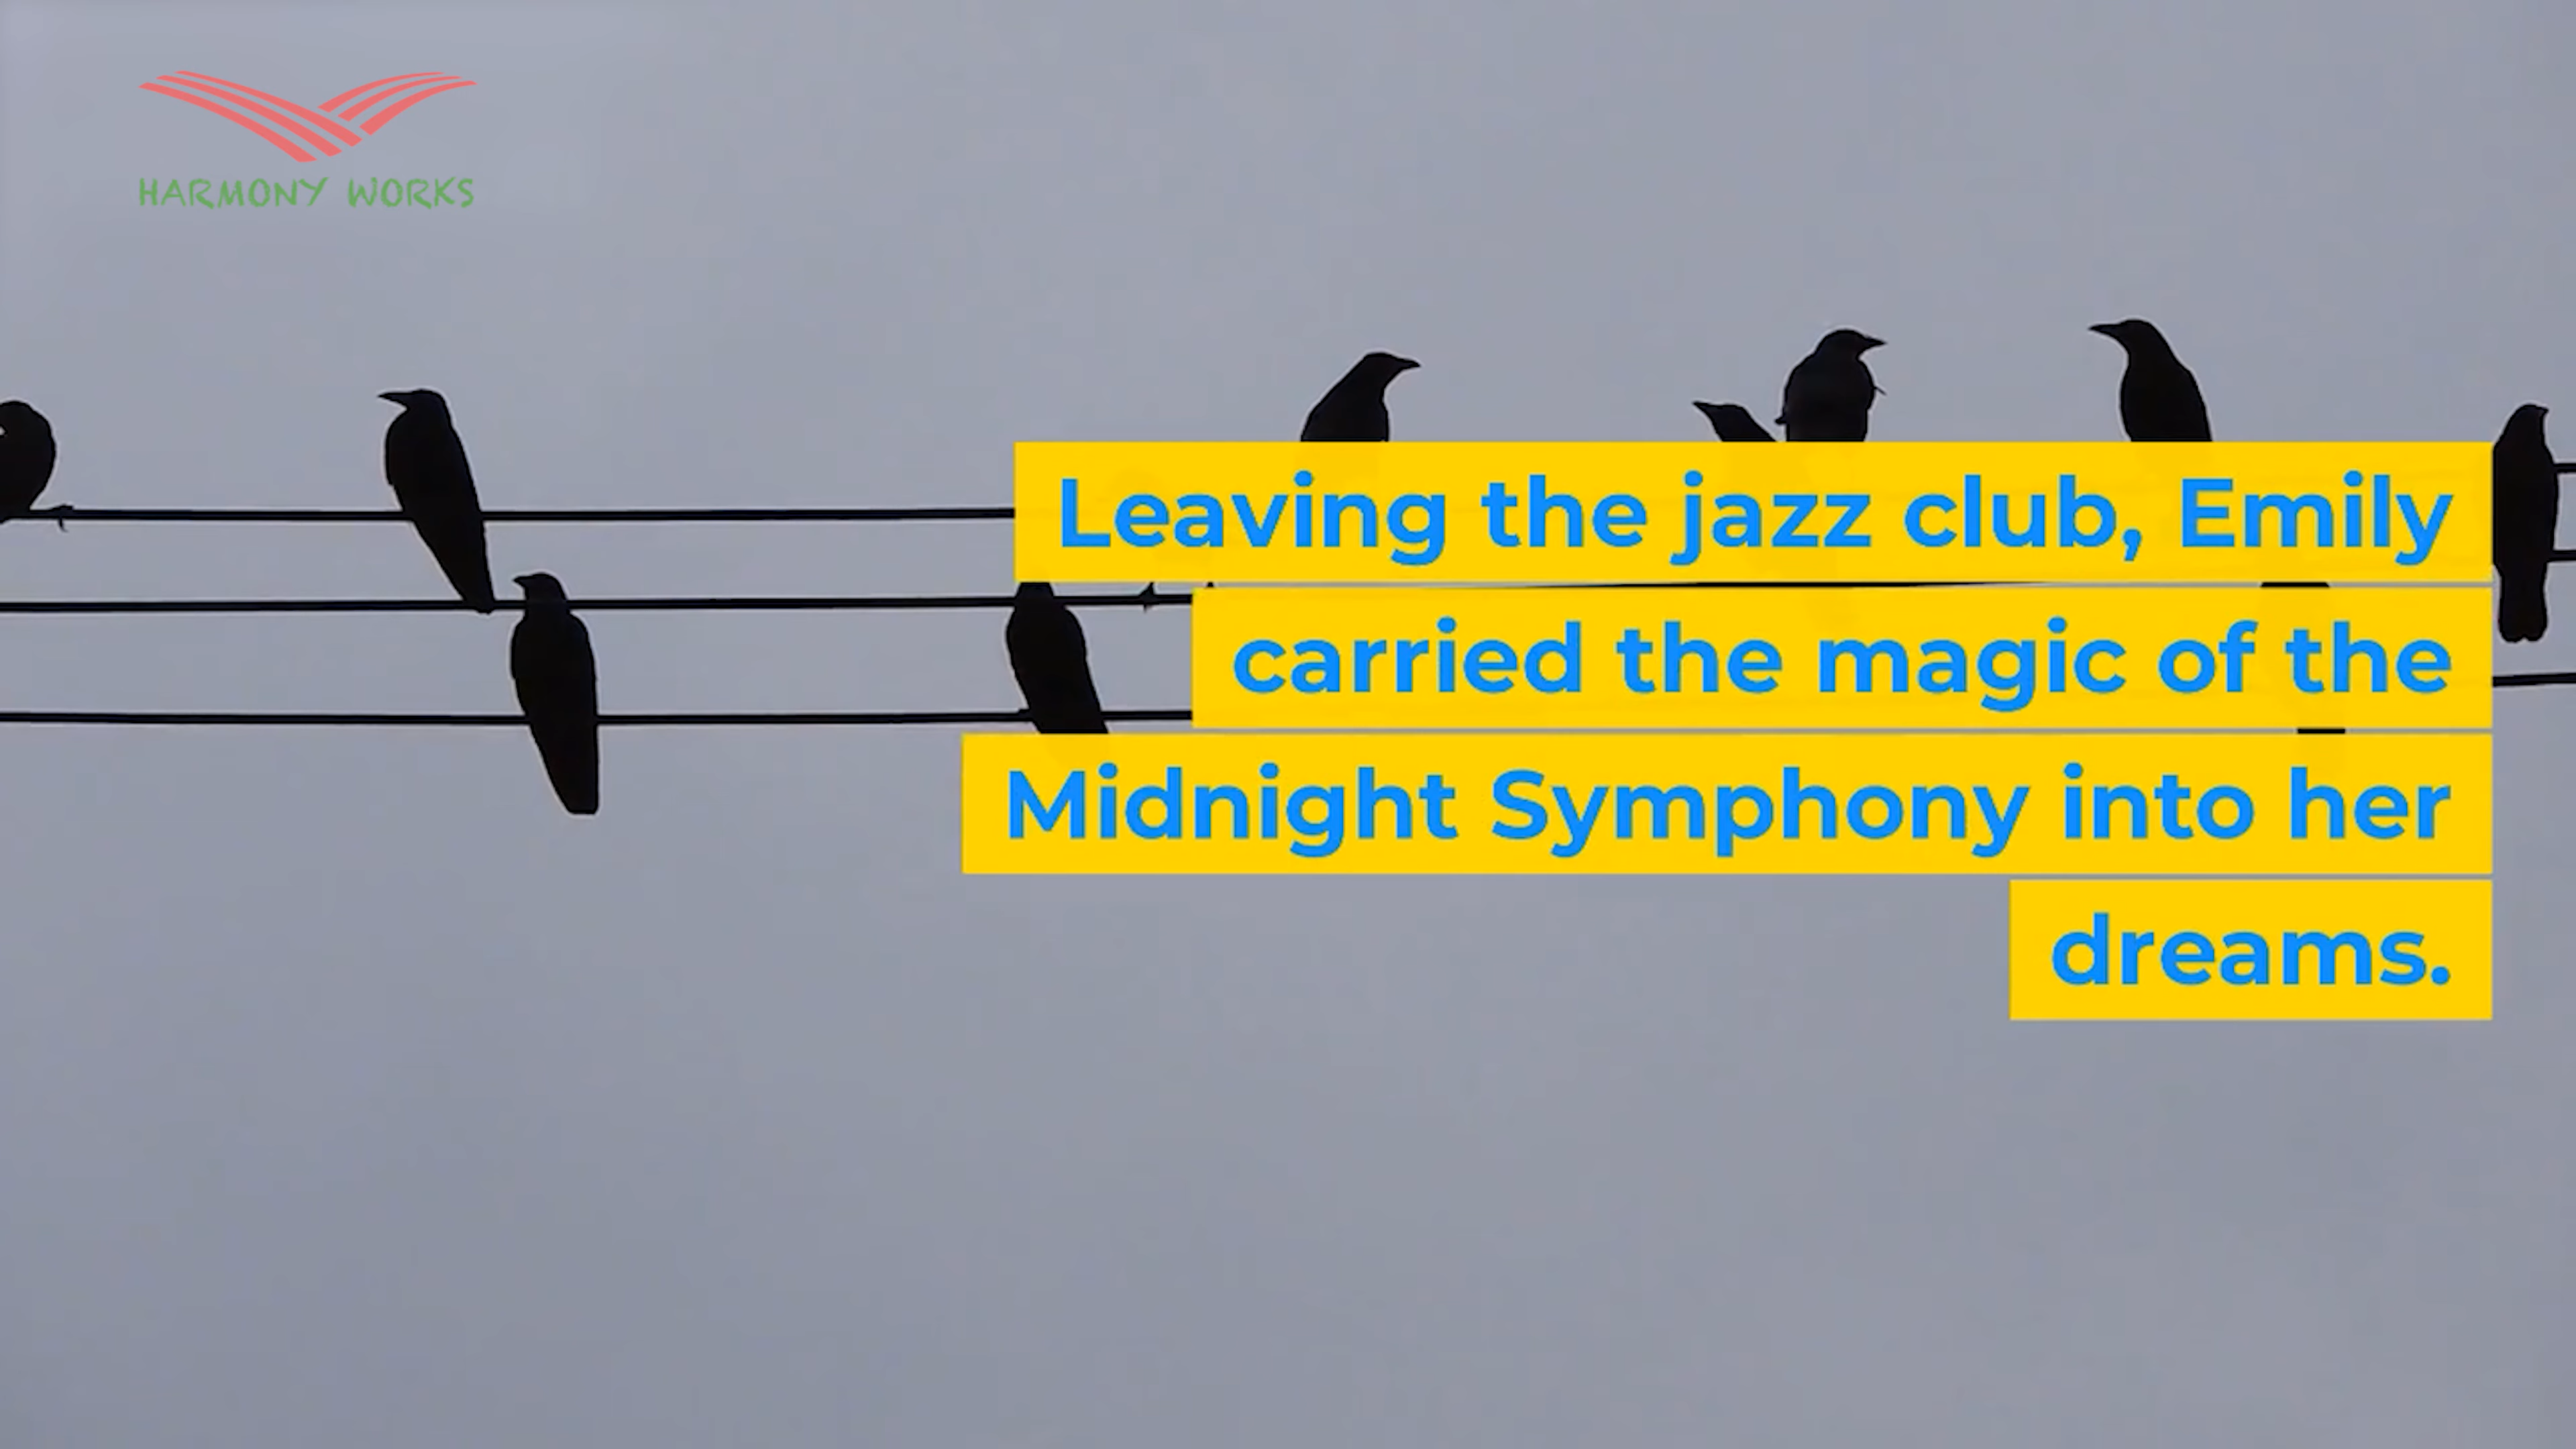 HARMONY WORKS
Leaving the jazz club, Emily
carried the magic of the
Midnight Symphony into her
dreams.